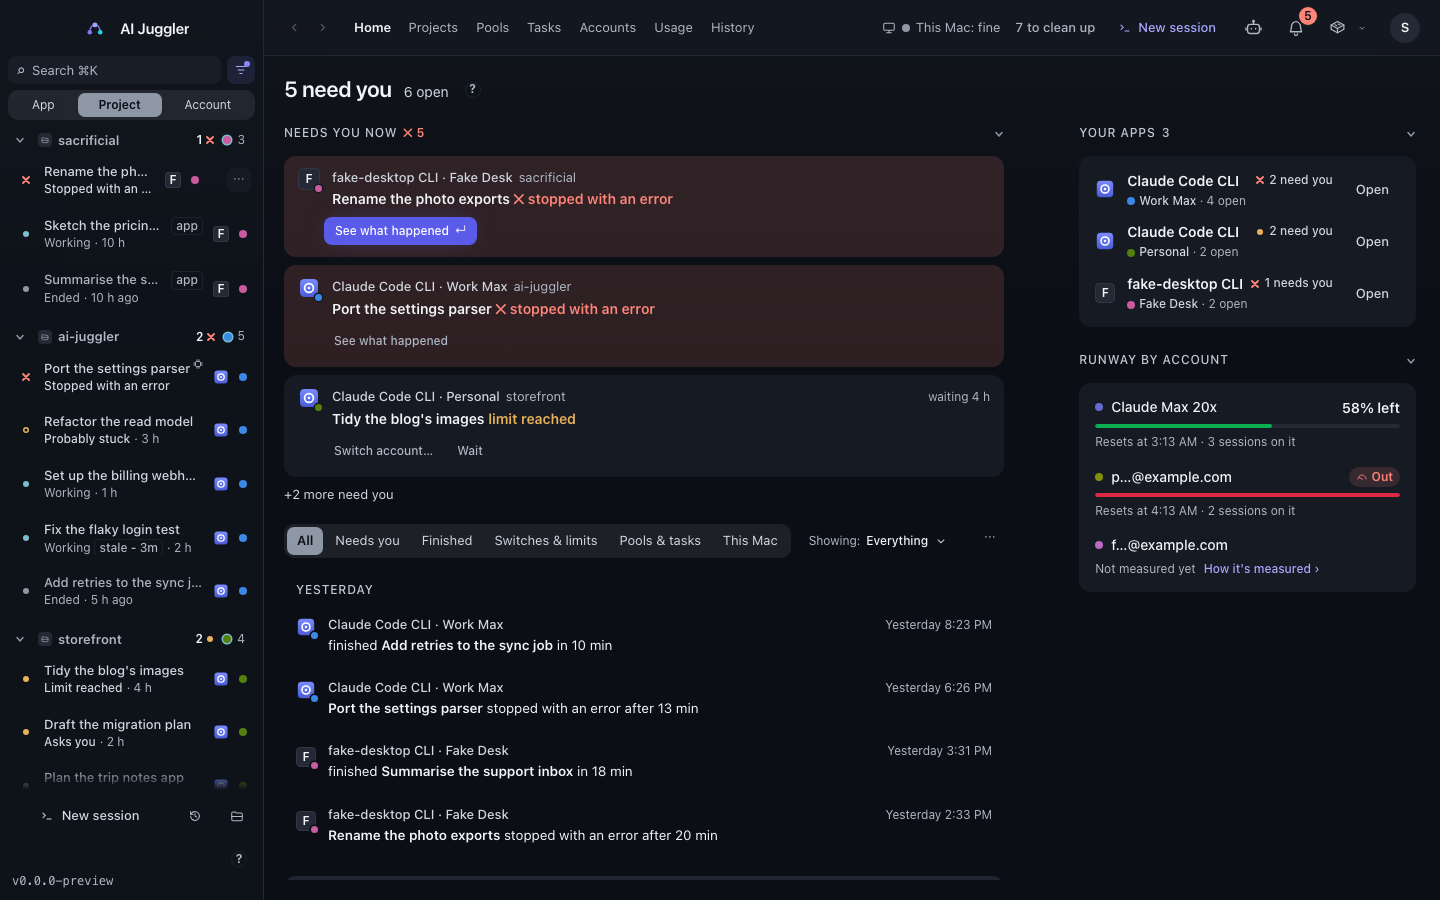 AI Juggler
Search ⌘K
App Project Account
sacrificial 1 3
Rename the ph...
Stopped with an ...
F
Sketch the pricin... app
Working · 10 h
F
Summarise the s... app
Ended · 10 h ago
F
ai-juggler 2 5
Port the settings parser
Stopped with an error
Refactor the read model
Probably stuck · 3 h
Set up the billing webh...
Working · 1 h
Fix the flaky login test
Working stale - 3m · 2 h
Add retries to the sync j...
Ended · 5 h ago
storefront 2 4
Tidy the blog's images
Limit reached · 4 h
Draft the migration plan
Asks you · 2 h
Plan the trip notes app
New session
?
v0.0.0-preview
Home Projects Pools Tasks Accounts Usage History
This Mac: fine 7 to clean up New session 5 S
5 need you 6 open ?
NEEDS YOU NOW 5
F
fake-desktop CLI · Fake Desk sacrificial
Rename the photo exports stopped with an error
See what happened ↵
Claude Code CLI · Work Max ai-juggler
Port the settings parser stopped with an error
See what happened
Claude Code CLI · Personal storefront waiting 4 h
Tidy the blog's images limit reached
Switch account... Wait
+2 more need you
All Needs you Finished Switches & limits Pools & tasks This Mac Showing: Everything ...
YESTERDAY
Claude Code CLI · Work Max Yesterday 8:23 PM
finished Add retries to the sync job in 10 min
Claude Code CLI · Work Max Yesterday 6:26 PM
Port the settings parser stopped with an error after 13 min
F
fake-desktop CLI · Fake Desk Yesterday 3:31 PM
finished Summarise the support inbox in 18 min
F
fake-desktop CLI · Fake Desk Yesterday 2:33 PM
Rename the photo exports stopped with an error after 20 min
YOUR APPS 3
Claude Code CLI 2 need you Open
Work Max · 4 open
Claude Code CLI 2 need you Open
Personal · 2 open
F
fake-desktop CLI 1 needs you Open
Fake Desk · 2 open
RUNWAY BY ACCOUNT
Claude Max 20x 58% left
Resets at 3:13 AM · 3 sessions on it
p...@example.com Out
Resets at 4:13 AM · 2 sessions on it
f...@example.com
Not measured yet How it's measured ›